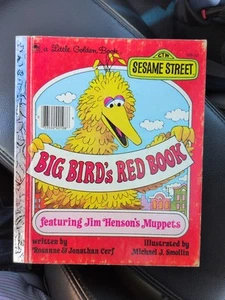 a Little Golden Book
CTW
SESAME STREET
BIG BIRD's RED BOOK
featuring Jim Henson's Muppets
written by
Rosanne & Jonathan Cerf
illustrated by
Michael J. Smollin